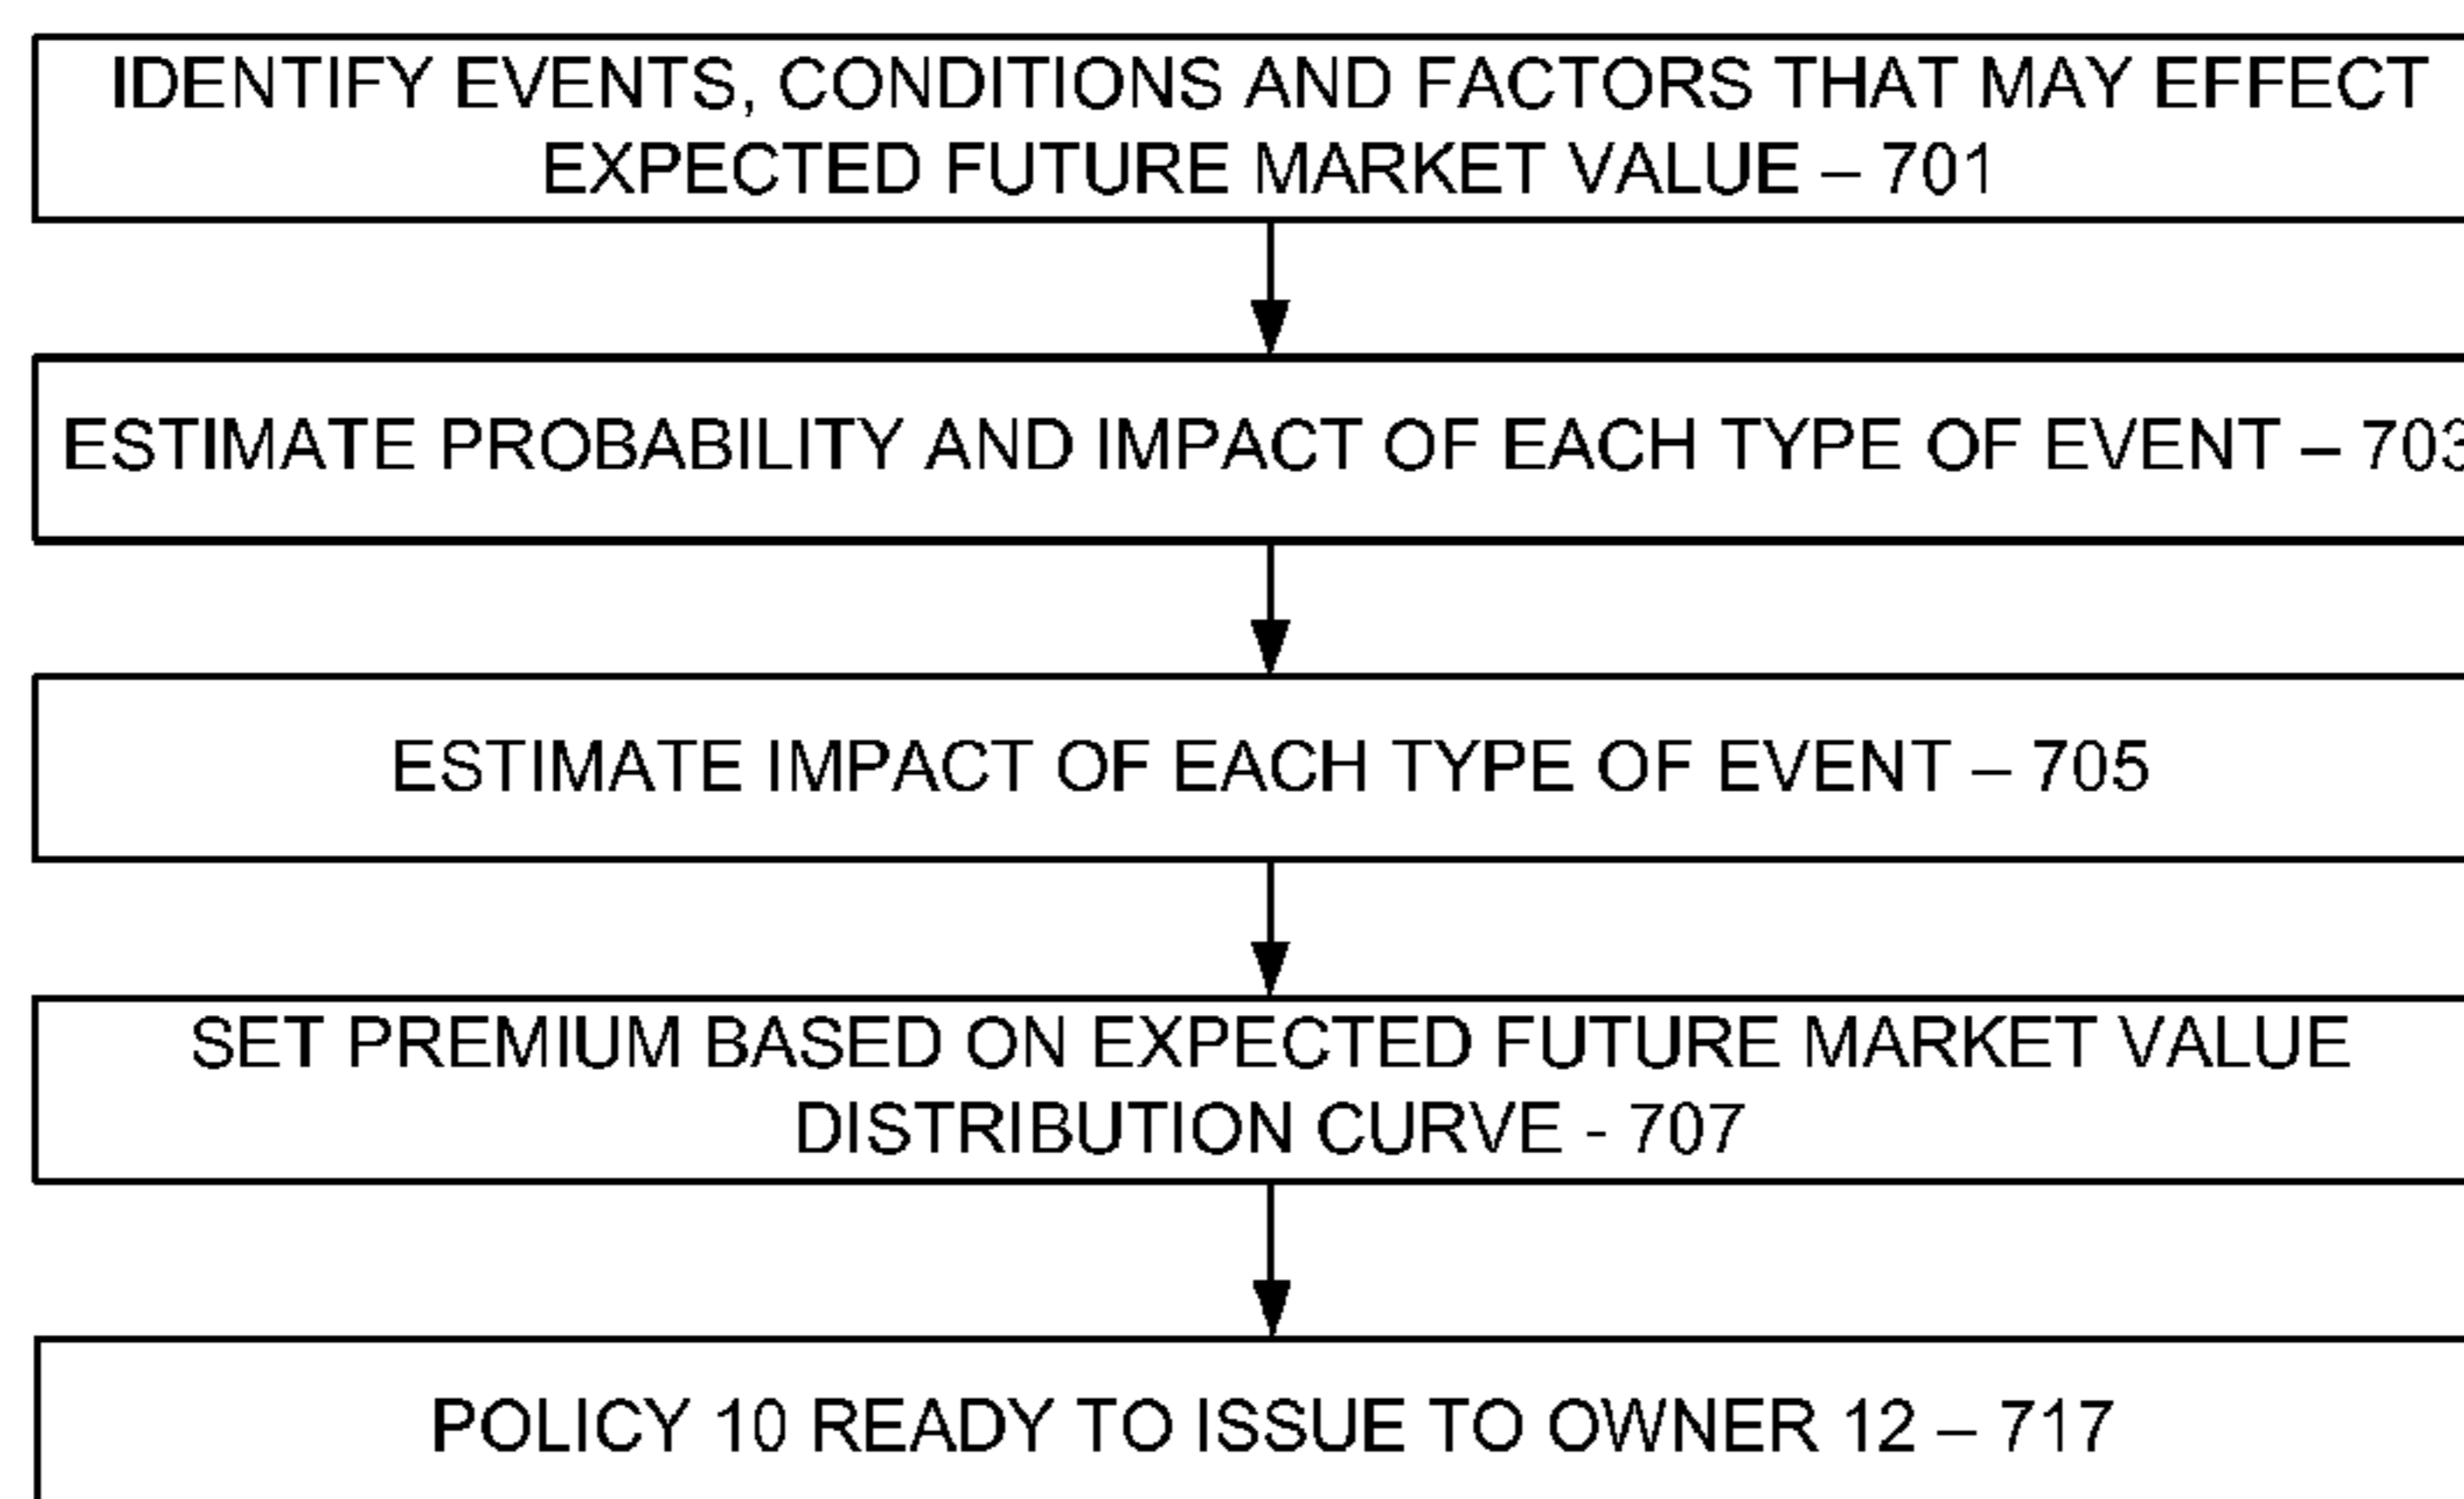 IDENTIFY EVENTS, CONDITIONS AND FACTORS THAT MAY EFFECT
EXPECTED FUTURE MARKET VALUE – 701
ESTIMATE PROBABILITY AND IMPACT OF EACH TYPE OF EVENT – 703
ESTIMATE IMPACT OF EACH TYPE OF EVENT – 705
SET PREMIUM BASED ON EXPECTED FUTURE MARKET VALUE
DISTRIBUTION CURVE - 707
POLICY 10 READY TO ISSUE TO OWNER 12 – 717